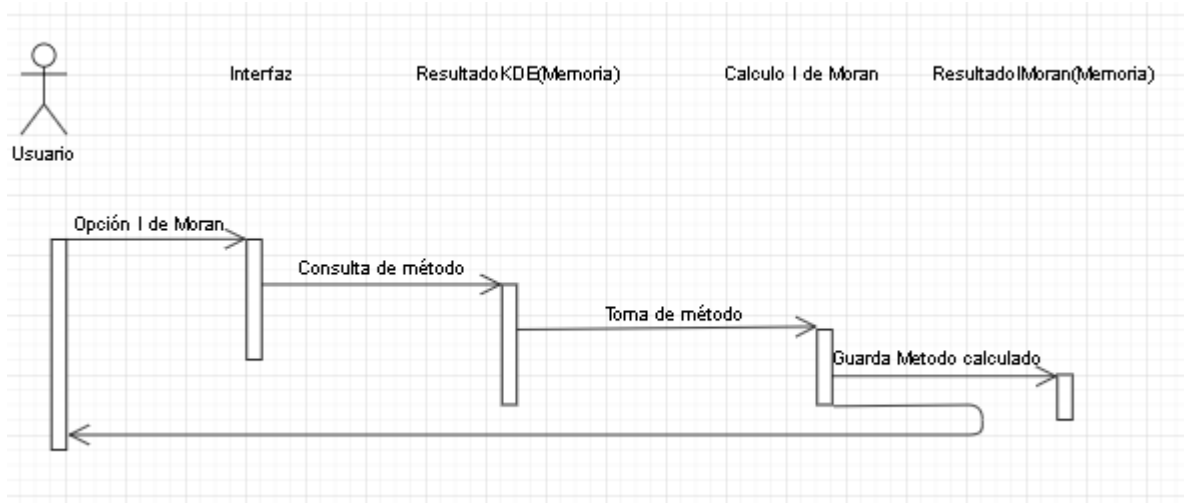 Interfaz
ResultadoKDE(Memoria)
Calculo I de Moran
ResultadoIMoran(Memoria)
Usuario
Opción I de Moran
Consulta de método
Toma de método
Guarda Metodo calculado